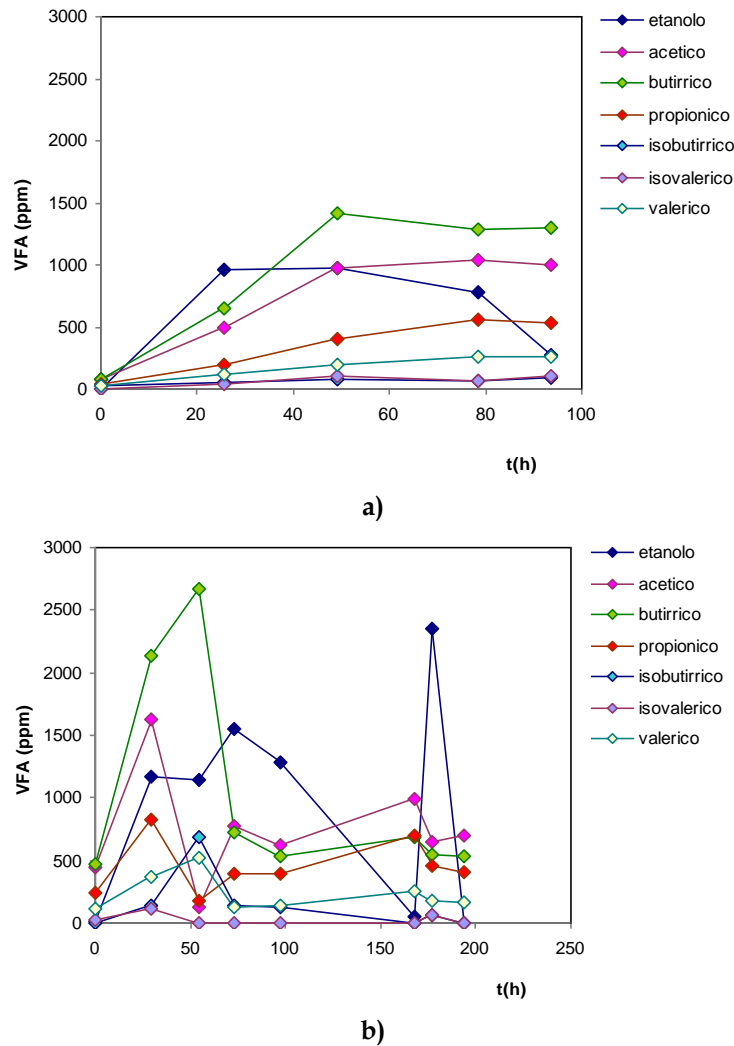 3000
2500
2000
1500
1000
500
0
VFA (ppm)
0 20 40 60 80 100
t(h)
etanolo
acetico
butirrico
propionico
isobutirrico
isovalerico
valerico
a)
3000
2500
2000
1500
1000
500
0
VFA (ppm)
0 50 100 150 200 250
t(h)
etanolo
acetico
butirrico
propionico
isobutirrico
isovalerico
valerico
b)